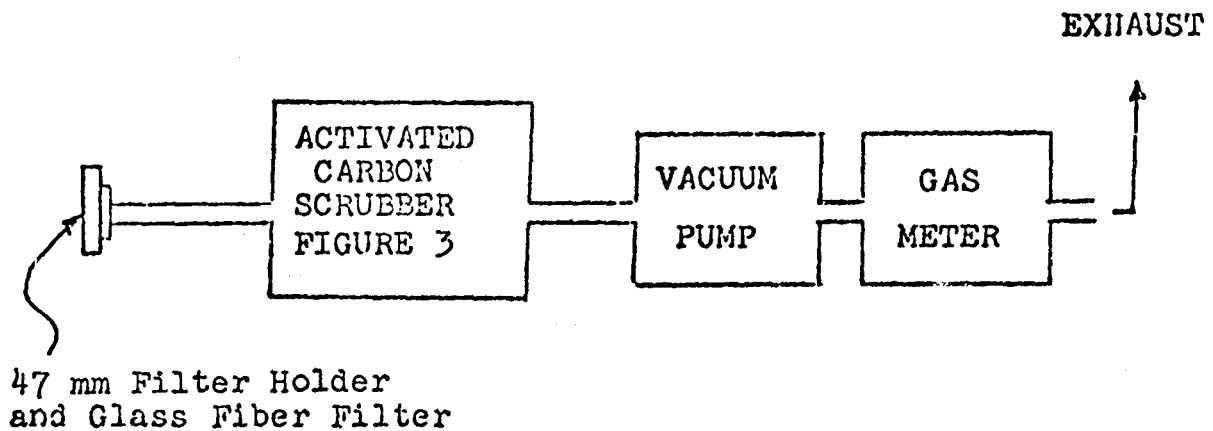 EXHAUST
ACTIVATED
CARBON
SCRUBBER
FIGURE 3
VACUUM
PUMP
GAS
METER
47 mm Filter Holder
and Glass Fiber Filter